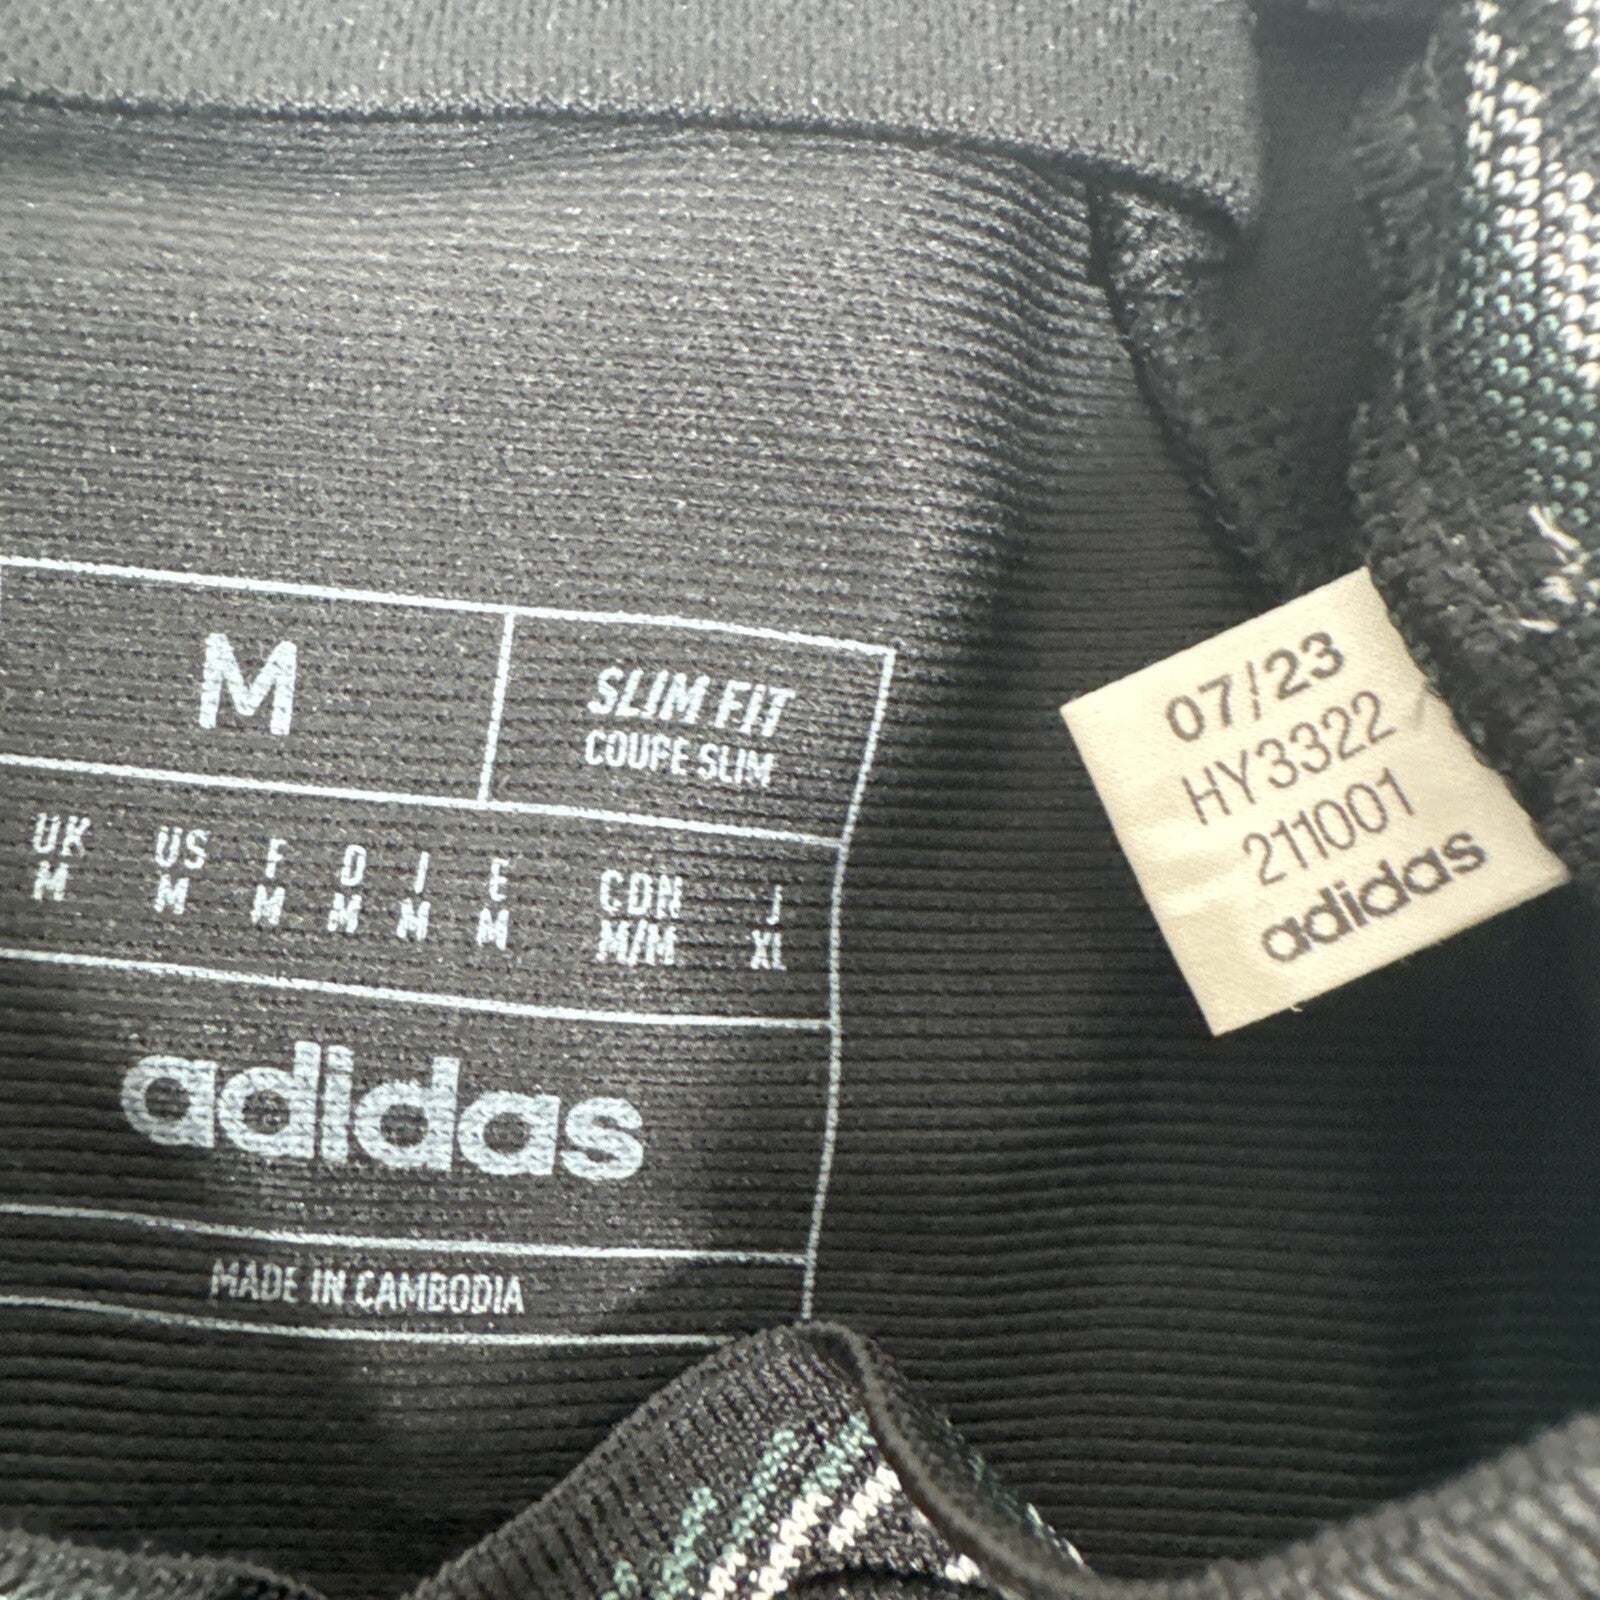 M
SLIM FIT
COUPE SLIM
UK US F D I E CDN J
M M M M M M M/M XL
adidas
MADE IN CAMBODIA
07/23
HY3322
211001
adidas